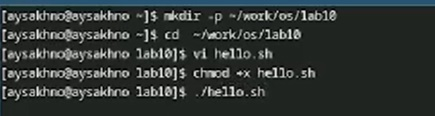 [aysakhno@aysakhno ~]$ mkdir -p ~/work/os/lab10
[aysakhno@aysakhno ~]$ cd ~/work/os/lab10
[aysakhno@aysakhno lab10]$ vi hello.sh
[aysakhno@aysakhno lab10]$ chmod +x hello.sh
[aysakhno@aysakhno lab10]$ ./hello.sh